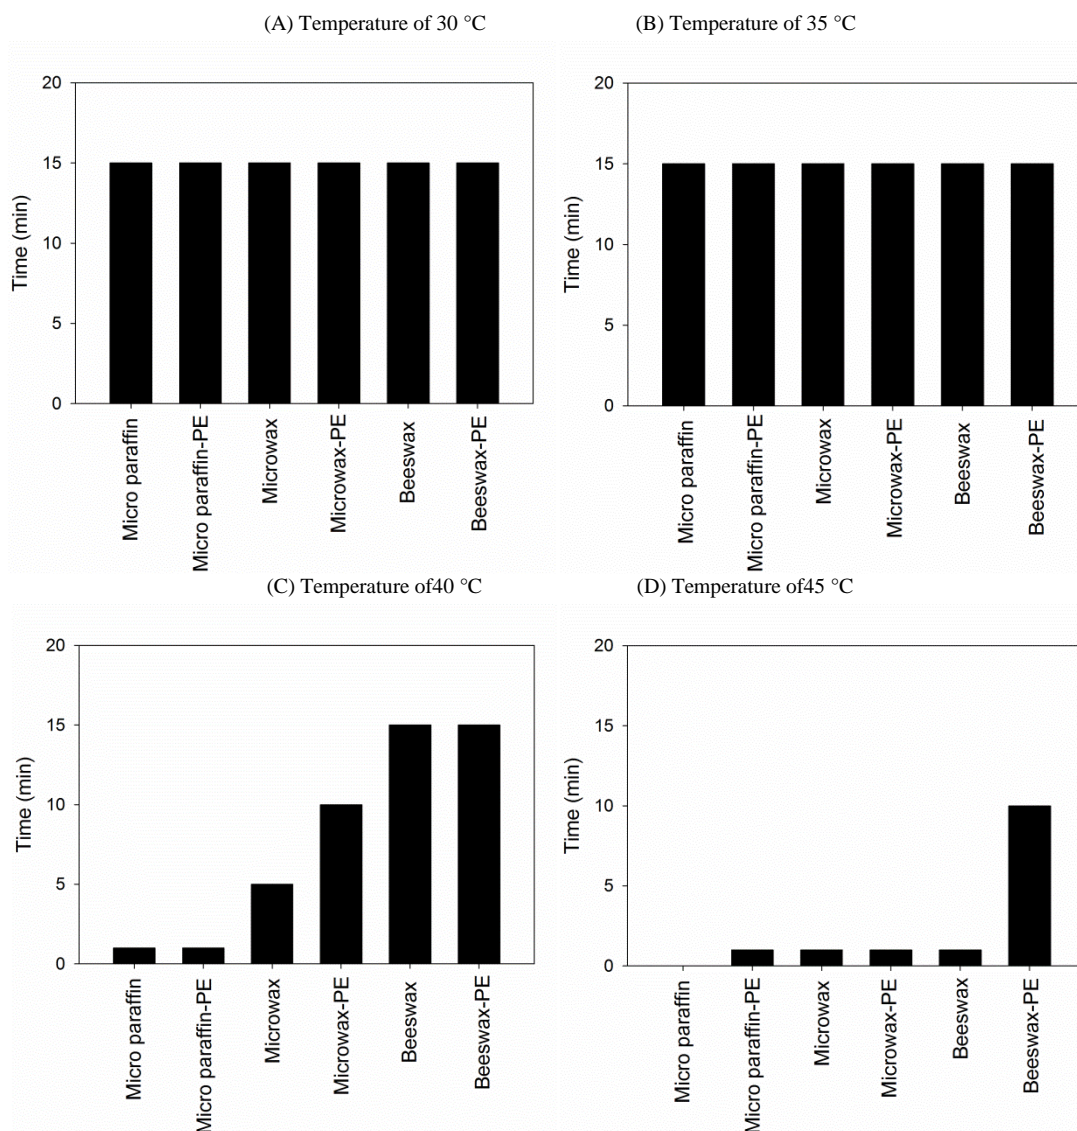 (A) Temperature of 30 °C
(B) Temperature of 35 °C
20
15
10
5
0
Time (min)
Micro paraffin
Micro paraffin-PE
Microwax
Microwax-PE
Beeswax
Beeswax-PE
20
15
10
5
0
Time (min)
Micro paraffin
Micro paraffin-PE
Microwax
Microwax-PE
Beeswax
Beeswax-PE
(C) Temperature of40 °C
(D) Temperature of45 °C
20
15
10
5
0
Time (min)
Micro paraffin
Micro paraffin-PE
Microwax
Microwax-PE
Beeswax
Beeswax-PE
20
15
10
5
0
Time (min)
Micro paraffin
Micro paraffin-PE
Microwax
Microwax-PE
Beeswax
Beeswax-PE